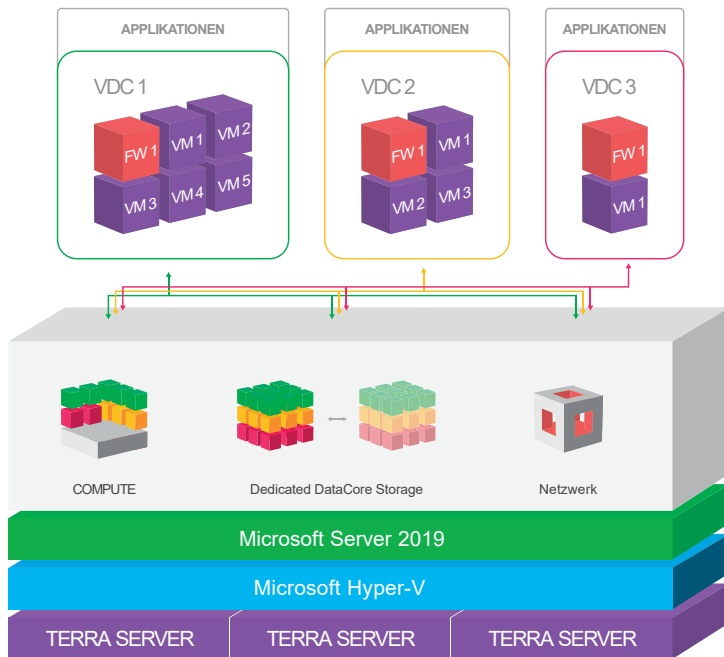 APPLIKATIONEN
APPLIKATIONEN
APPLIKATIONEN
VDC 1
VDC 2
VDC 3
FW 1
VM 1
VM 2
VM 3
VM 4
VM 5
FW 1
VM 1
VM 2
VM 3
FW 1
VM 1
COMPUTE
Dedicated DataCore Storage
Netzwerk
Microsoft Server 2019
Microsoft Hyper-V
TERRA SERVER
TERRA SERVER
TERRA SERVER